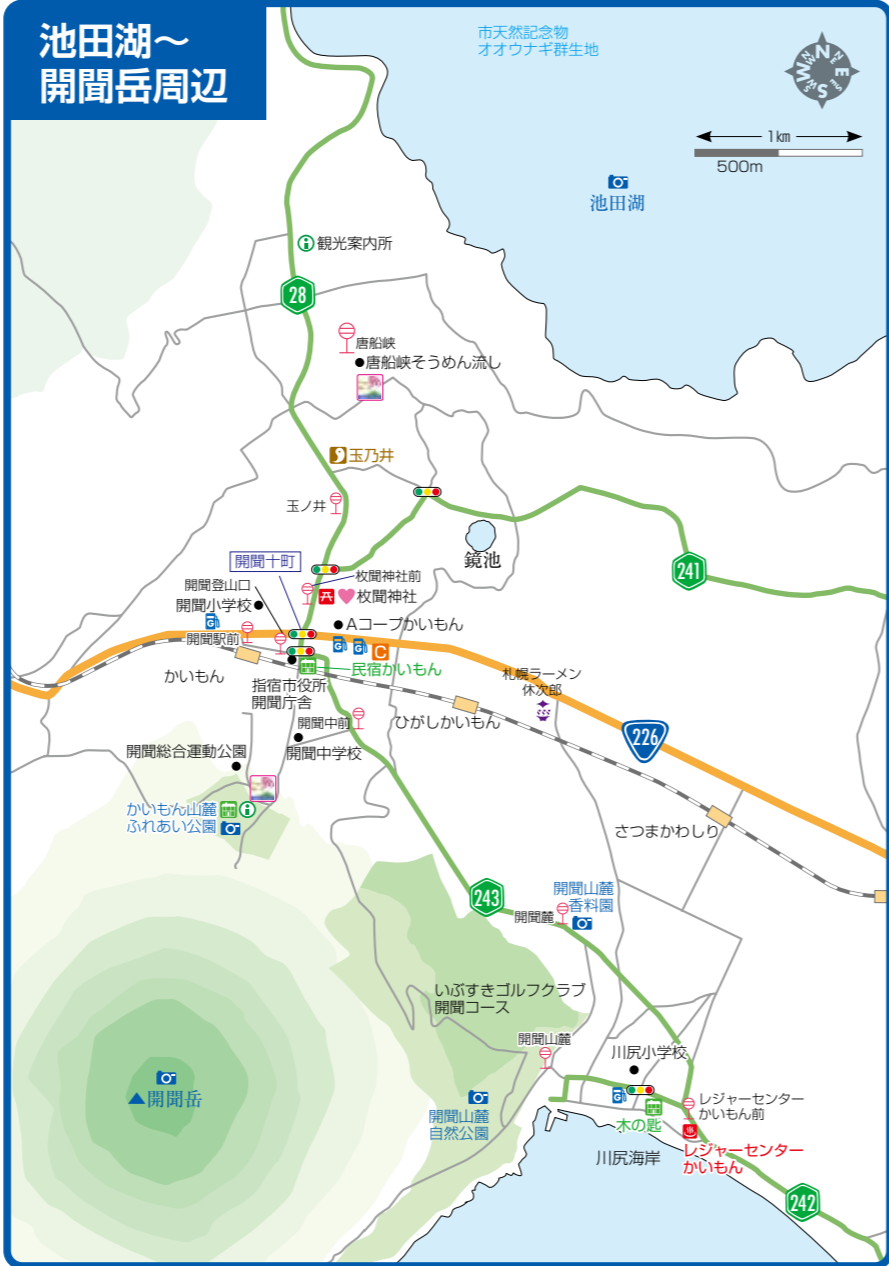 池田湖～
開聞岳周辺
市天然記念物
オオウナギ群生地
N
NE
E
SE
S
SW
W
NW
1km
500m
池田湖
観光案内所
28
唐船峡
唐船峡そうめん流し
玉乃井
玉ノ井
鏡池
241
開聞十町
枚聞神社前
開聞登山口
枚聞神社
開聞小学校
Aコープかいもん
G
開聞駅前
G
G
C
民宿かいもん
かいもん
指宿市役所
開聞庁舎
札幌ラーメン
休次郎
ひがしかいもん
開聞中前
226
開聞中学校
開聞総合運動公園
かいもん山麓
ふれあい公園
さつまかわしり
243
開聞山麓
香料園
開聞麓
いぶすきゴルフクラブ
開聞コース
開聞山麓
川尻小学校
開聞岳
G
レジャーセンター
かいもん前
開聞山麓
自然公園
木の匙
川尻海岸
レジャーセンター
かいもん
242